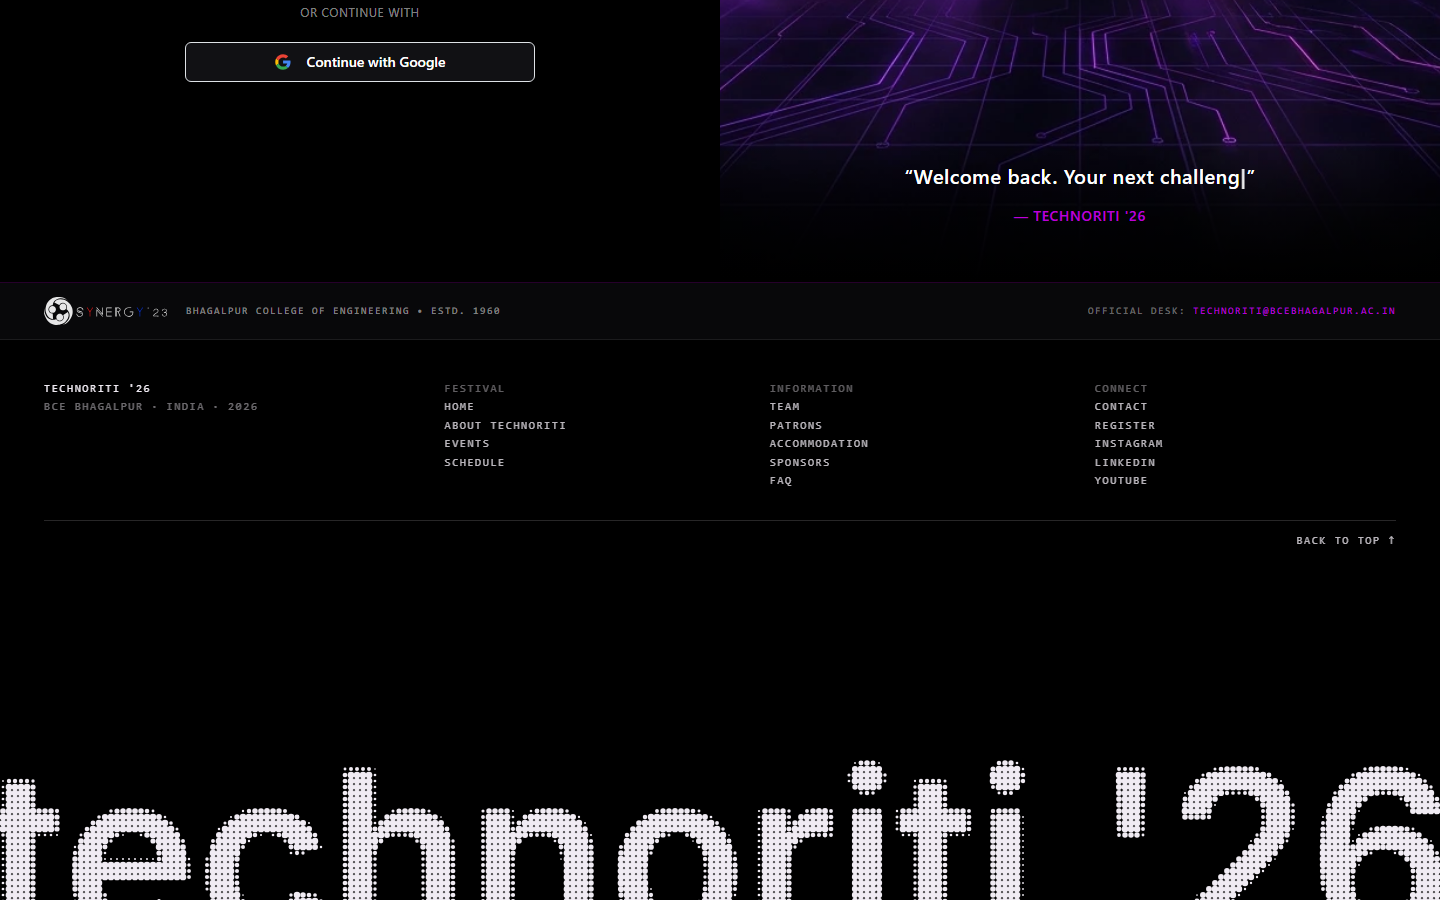 OR CONTINUE WITH
Continue with Google
“Welcome back. Your next challeng|”
— TECHNORITI '26
SYNERGY'23
BHAGALPUR COLLEGE OF ENGINEERING • ESTD. 1960
OFFICIAL DESK: TECHNORITI@BCEBHAGALPUR.AC.IN
TECHNORITI '26
BCE BHAGALPUR · INDIA · 2026
FESTIVAL
HOME
ABOUT TECHNORITI
EVENTS
SCHEDULE
INFORMATION
TEAM
PATRONS
ACCOMMODATION
SPONSORS
FAQ
CONNECT
CONTACT
REGISTER
INSTAGRAM
LINKEDIN
YOUTUBE
BACK TO TOP ↑
technoriti '26